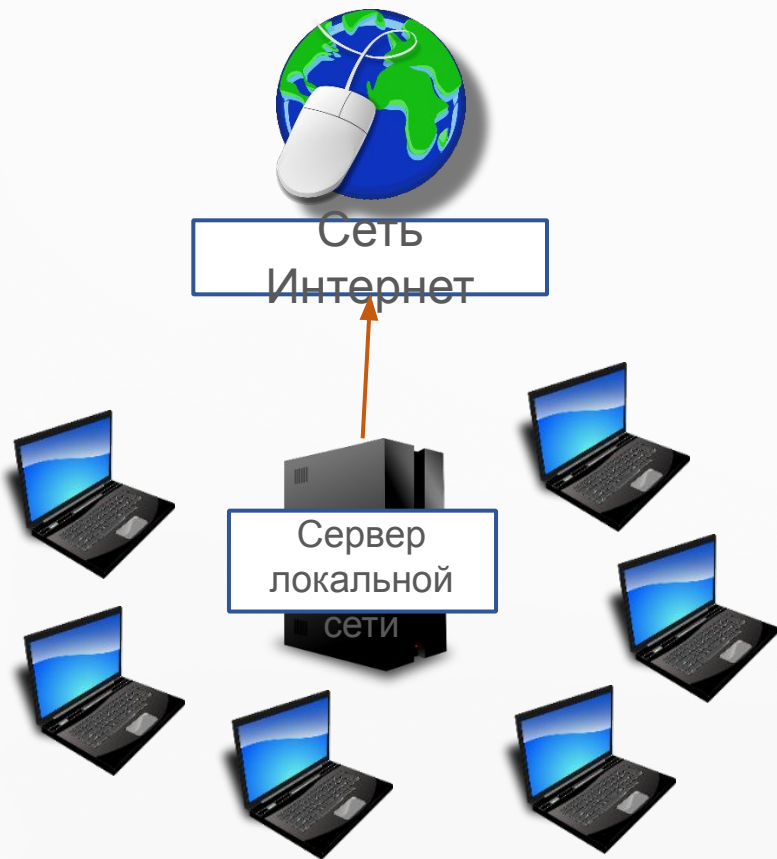 Сеть
Интернет
Сервер
локальной
сети